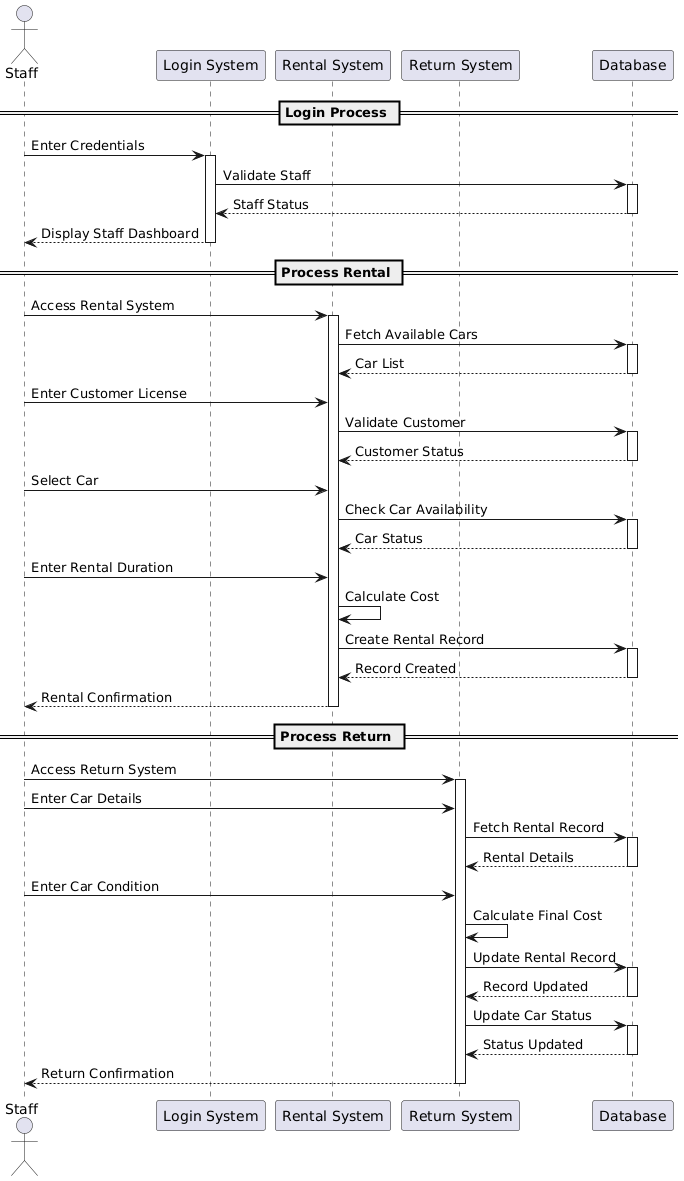 Staff
Login System
Rental System
Return System
Database
Login Process
Enter Credentials
Validate Staff
Staff Status
Display Staff Dashboard
Process Rental
Access Rental System
Fetch Available Cars
Car List
Enter Customer License
Validate Customer
Customer Status
Select Car
Check Car Availability
Car Status
Enter Rental Duration
Calculate Cost
Create Rental Record
Record Created
Rental Confirmation
Process Return
Access Return System
Enter Car Details
Fetch Rental Record
Rental Details
Enter Car Condition
Calculate Final Cost
Update Rental Record
Record Updated
Update Car Status
Status Updated
Return Confirmation
Staff
Login System
Rental System
Return System
Database